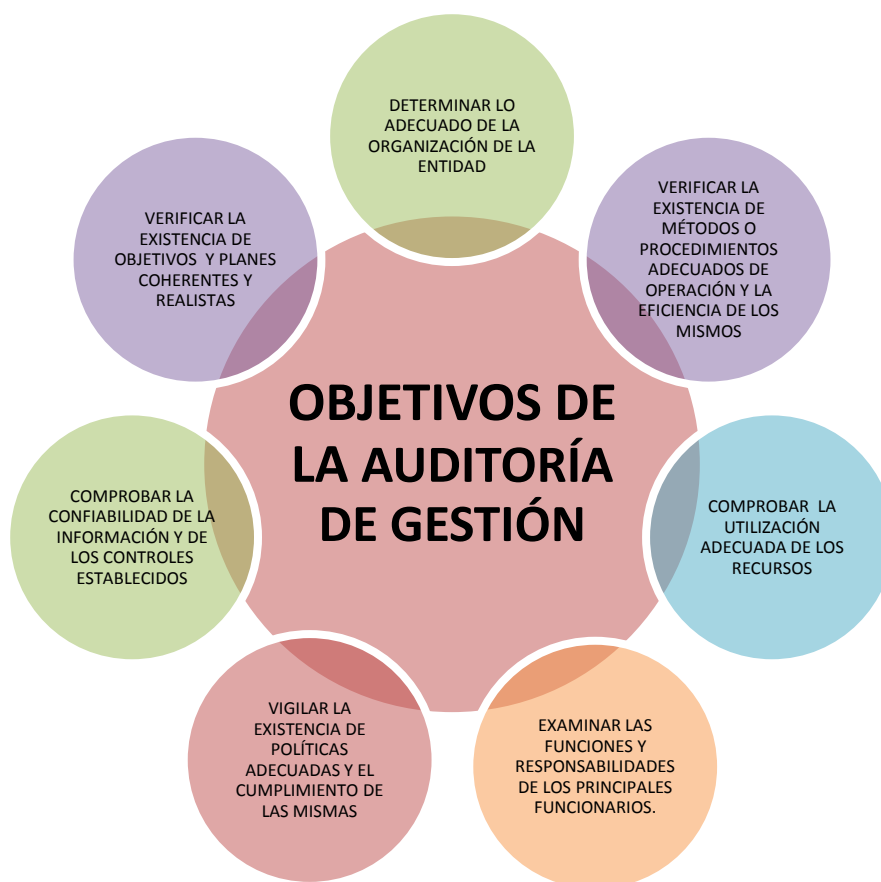 DETERMINAR LO
ADECUADO DE LA
ORGANIZACIÓN DE LA
ENTIDAD
VERIFICAR LA
EXISTENCIA DE
MÉTODOS O
PROCEDIMIENTOS
ADECUADOS DE
OPERACIÓN Y LA
EFICIENCIA DE LOS
MISMOS
COMPROBAR LA
UTILIZACIÓN
ADECUADA DE LOS
RECURSOS
EXAMINAR LAS
FUNCIONES Y
RESPONSABILIDADES
DE LOS PRINCIPALES
FUNCIONARIOS.
VIGILAR LA
EXISTENCIA DE
POLÍTICAS
ADECUADAS Y EL
CUMPLIMIENTO DE
LAS MISMAS
COMPROBAR LA
CONFIABILIDAD DE LA
INFORMACIÓN Y DE
LOS CONTROLES
ESTABLECIDOS
VERIFICAR LA
EXISTENCIA DE
OBJETIVOS Y PLANES
COHERENTES Y
REALISTAS
OBJETIVOS DE
LA AUDITORÍA
DE GESTIÓN